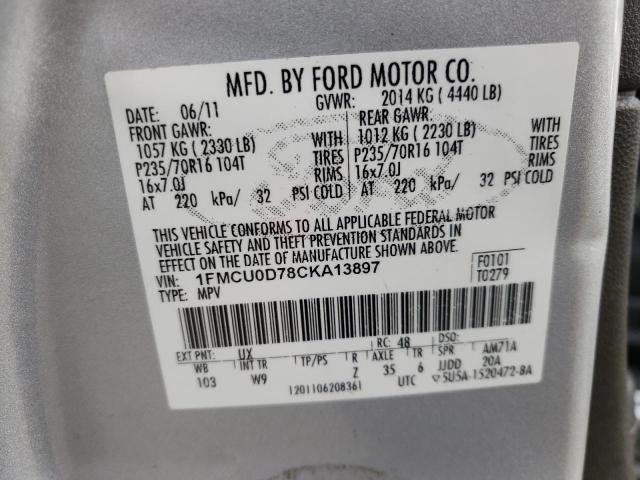 MFD. BY FORD MOTOR CO.
DATE: 06/11 GVWR: 2014 KG ( 4440 LB)
FRONT GAWR: REAR GAWR:
1057 KG ( 2330 LB) WITH 1012 KG ( 2230 LB) WITH
P235/70R16 104T TIRES P235/70R16 104T TIRES
16x7.0J RIMS 16x7.0J RIMS
AT 220 kPa/ 32 PSI COLD AT 220 kPa/ 32 PSI COLD
THIS VEHICLE CONFORMS TO ALL APPLICABLE FEDERAL MOTOR
VEHICLE SAFETY AND THEFT PREVENTION STANDARDS IN
EFFECT ON THE DATE OF MANUFACTURE SHOWN ABOVE.
VIN: 1FMCU0D78CKA13897 F0101
TYPE: MPV T0279
EXT PNT: UX RC: 48 DSO:
WB INT TR TP/PS R AXLE TR SPR AM71A
103 W9 Z 35 6 JJDD 20A
1201106208361 UTC 5U5A-1520472-BA